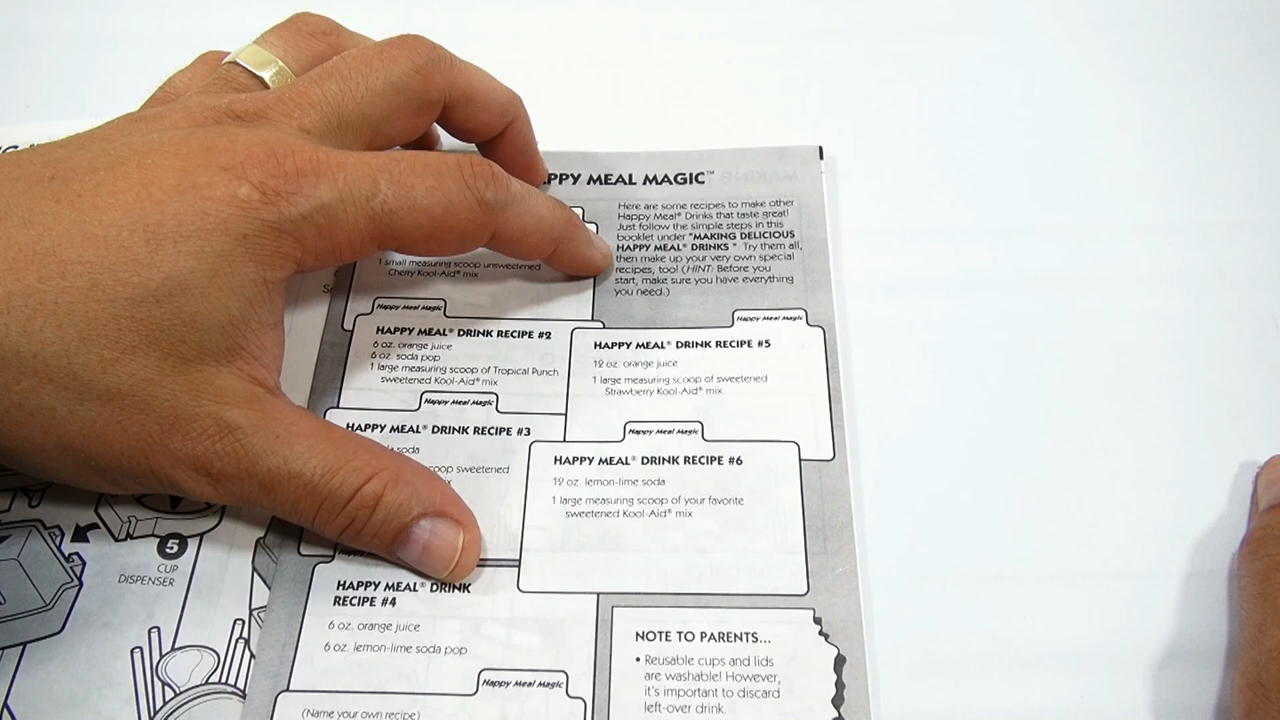 PPY MEAL MAGIC™
Here are some recipes to make other
Happy Meal® Drinks that taste great!
Just follow the simple steps in this
booklet under "MAKING DELICIOUS
HAPPY MEAL® DRINKS". Try them all,
then make up your very own special
recipes, too! (HINT: Before you
start, make sure you have everything
you need.)
1 small measuring scoop unsweetened
Cherry Kool-Aid® mix
Happy Meal Magic
HAPPY MEAL® DRINK RECIPE #2
6 oz. orange juice
6 oz. soda pop
1 large measuring scoop of Tropical Punch
sweetened Kool-Aid® mix
Happy Meal Magic
HAPPY MEAL® DRINK RECIPE #3
soda
scoop sweetened
Happy Meal Magic
HAPPY MEAL® DRINK RECIPE #5
12 oz. orange juice
1 large measuring scoop of sweetened
Strawberry Kool-Aid® mix
Happy Meal Magic
HAPPY MEAL® DRINK RECIPE #6
12 oz. lemon-lime soda
1 large measuring scoop of your favorite
sweetened Kool-Aid® mix
HAPPY MEAL® DRINK
RECIPE #4
6 oz. orange juice
6 oz. lemon-lime soda pop
Happy Meal Magic
(Name your own recipe)
NOTE TO PARENTS...
• Reusable cups and lids
are washable! However,
it's important to discard
left-over drink.
5
CUP
DISPENSER